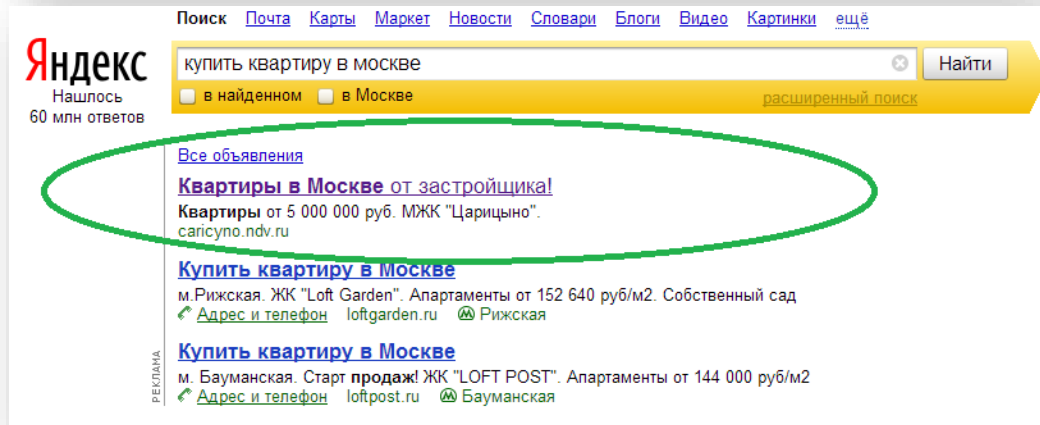 Поиск Почта Карты Маркет Новости Словари Блоги Видео Картинки ещё
Яндекс
Нашлось
60 млн ответов
купить квартиру в москве
Найти
в найденном в Москве расширенный поиск
Все объявления
Квартиры в Москве от застройщика!
Квартиры от 5 000 000 руб. МЖК "Царицыно".
caricyno.ndv.ru
Купить квартиру в Москве
м.Рижская. ЖК "Loft Garden". Апартаменты от 152 640 руб/м2. Собственный сад
Адрес и телефон loftgarden.ru Рижская
Купить квартиру в Москве
м. Бауманская. Старт продаж! ЖК "LOFT POST". Апартаменты от 144 000 руб/м2
Адрес и телефон loftpost.ru Бауманская
РЕКЛАМА